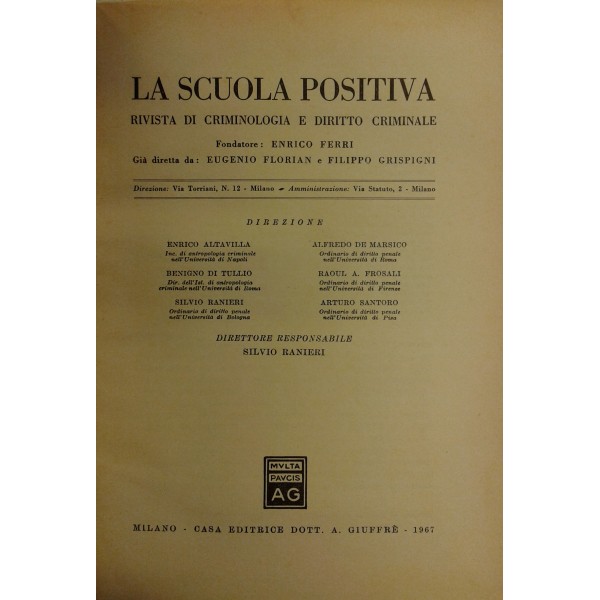 LA SCUOLA POSITIVA
RIVISTA DI CRIMINOLOGIA E DIRITTO CRIMINALE
Fondatore: ENRICO FERRI
Già diretta da: EUGENIO FLORIAN e FILIPPO GRISPIGNI
Direzione: Via Torriani, N. 12 - Milano - Amministrazione: Via Statuto, 2 - Milano
DIREZIONE
ENRICO ALTAVILLA
Inc. di antropologia criminale
nell'Università di Napoli
BENIGNO DI TULLIO
Dir. dell'Ist. di antropologia
criminale nell'Università di Roma
SILVIO RANIERI
Ordinario di diritto penale
nell'Università di Bologna
ALFREDO DE MARSICO
Ordinario di diritto penale
nell'Università di Roma
RAOUL A. FROSALI
Ordinario di diritto penale
nell'Università di Firenze
ARTURO SANTORO
Ordinario di diritto penale
nell'Università di Pisa
DIRETTORE RESPONSABILE
SILVIO RANIERI
MVLTA
PAVCIS
AG
MILANO - CASA EDITRICE DOTT. A. GIUFFRÈ - 1967